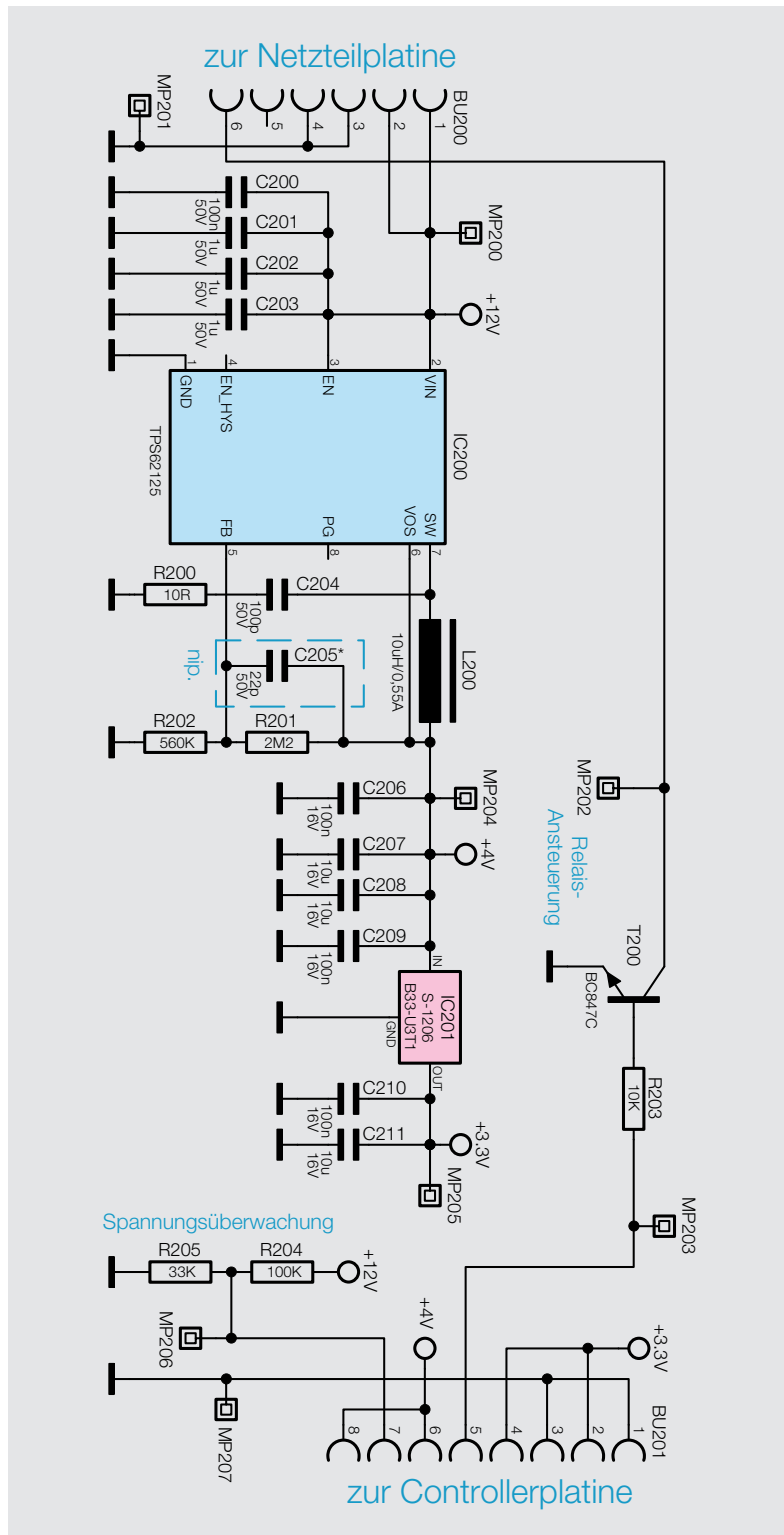 zur Netzteilplatine
MP201
6
5
4
3
2
1
BU200
MP200
C200
100n
50V
C201
1u
50V
C202
1u
50V
C203
1u
50V
+12V
1
4
3
2
GND
EN_HYS
EN
VIN
TPS62125
IC200
FB
PG
VOS
SW
5
8
6
7
R200
10R
C204
100p
50V
nip.
C205*
22p
50V
L200
10uH/0,55A
R202
560K
R201
2M2
C206
100n
16V
MP204
C207
10u
16V
+4V
C208
10u
16V
C209
100n
16V
IN
IC201
S-1206
B33-U3T1
GND
OUT
C210
100n
16V
C211
10u
16V
+3.3V
MP205
MP202
Relais-
Ansteuerung
T200
BC847C
R203
10K
MP203
Spannungsüberwachung
R205
33K
R204
100K
+12V
MP206
MP207
+4V
+3.3V
8
7
6
5
4
3
2
1
BU201
zur Controllerplatine